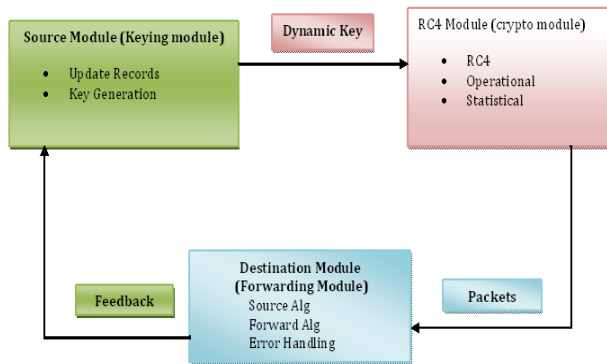 Source Module (Keying module)
• Update Records
• Key Generation
Dynamic Key
RC4 Module (crypto module)
• RC4
• Operational
• Statistical
Destination Module
(Forwarding Module)
Source Alg
Forward Alg
Error Handling
Feedback
Packets